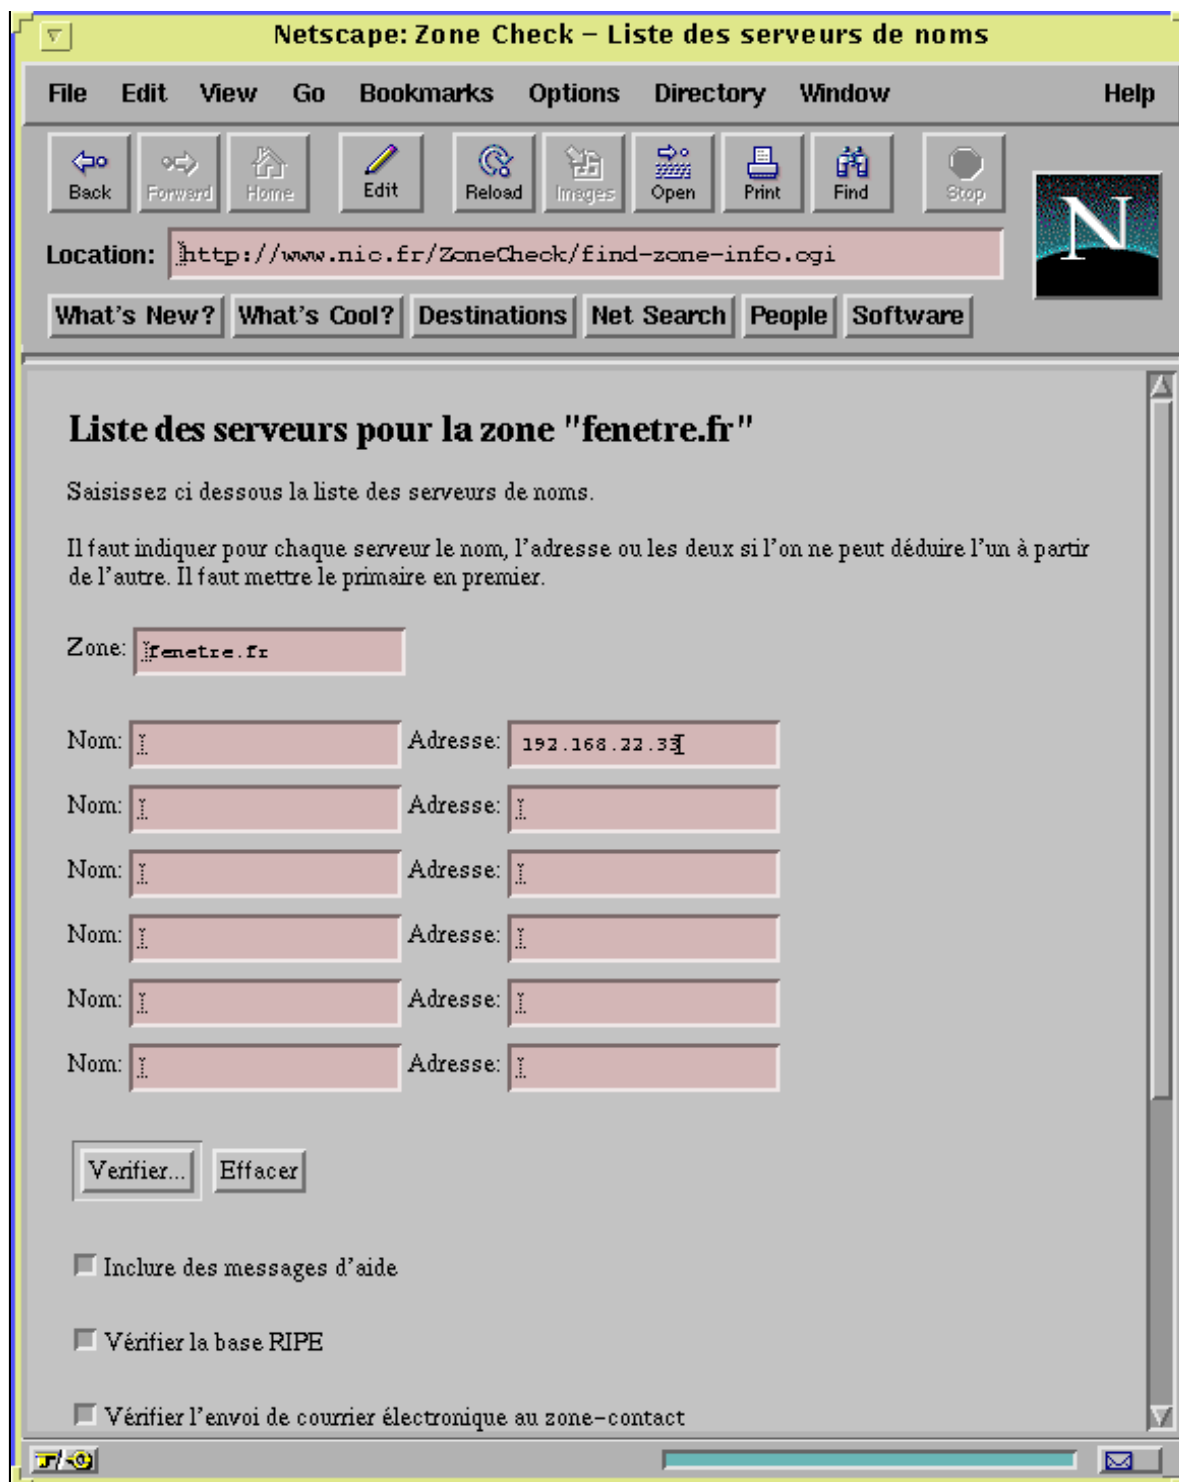 Netscape: Zone Check – Liste des serveurs de noms
File Edit View Go Bookmarks Options Directory Window Help
Back Forward Home Edit Reload Images Open Print Find Stop
N
Location: http://www.nic.fr/ZoneCheck/find-zone-info.cgi
What's New? What's Cool? Destinations Net Search People Software
Liste des serveurs pour la zone "fenetre.fr"
Saisissez ci dessous la liste des serveurs de noms.
Il faut indiquer pour chaque serveur le nom, l'adresse ou les deux si l'on ne peut déduire l'un à partir
de l'autre. Il faut mettre le primaire en premier.
Zone: fenetre.fr
Nom: Adresse: 192.168.22.33
Nom: Adresse:
Nom: Adresse:
Nom: Adresse:
Nom: Adresse:
Nom: Adresse:
Verifier... Effacer
Inclure des messages d'aide
Vérifier la base RIPE
Vérifier l'envoi de courrier électronique au zone-contact